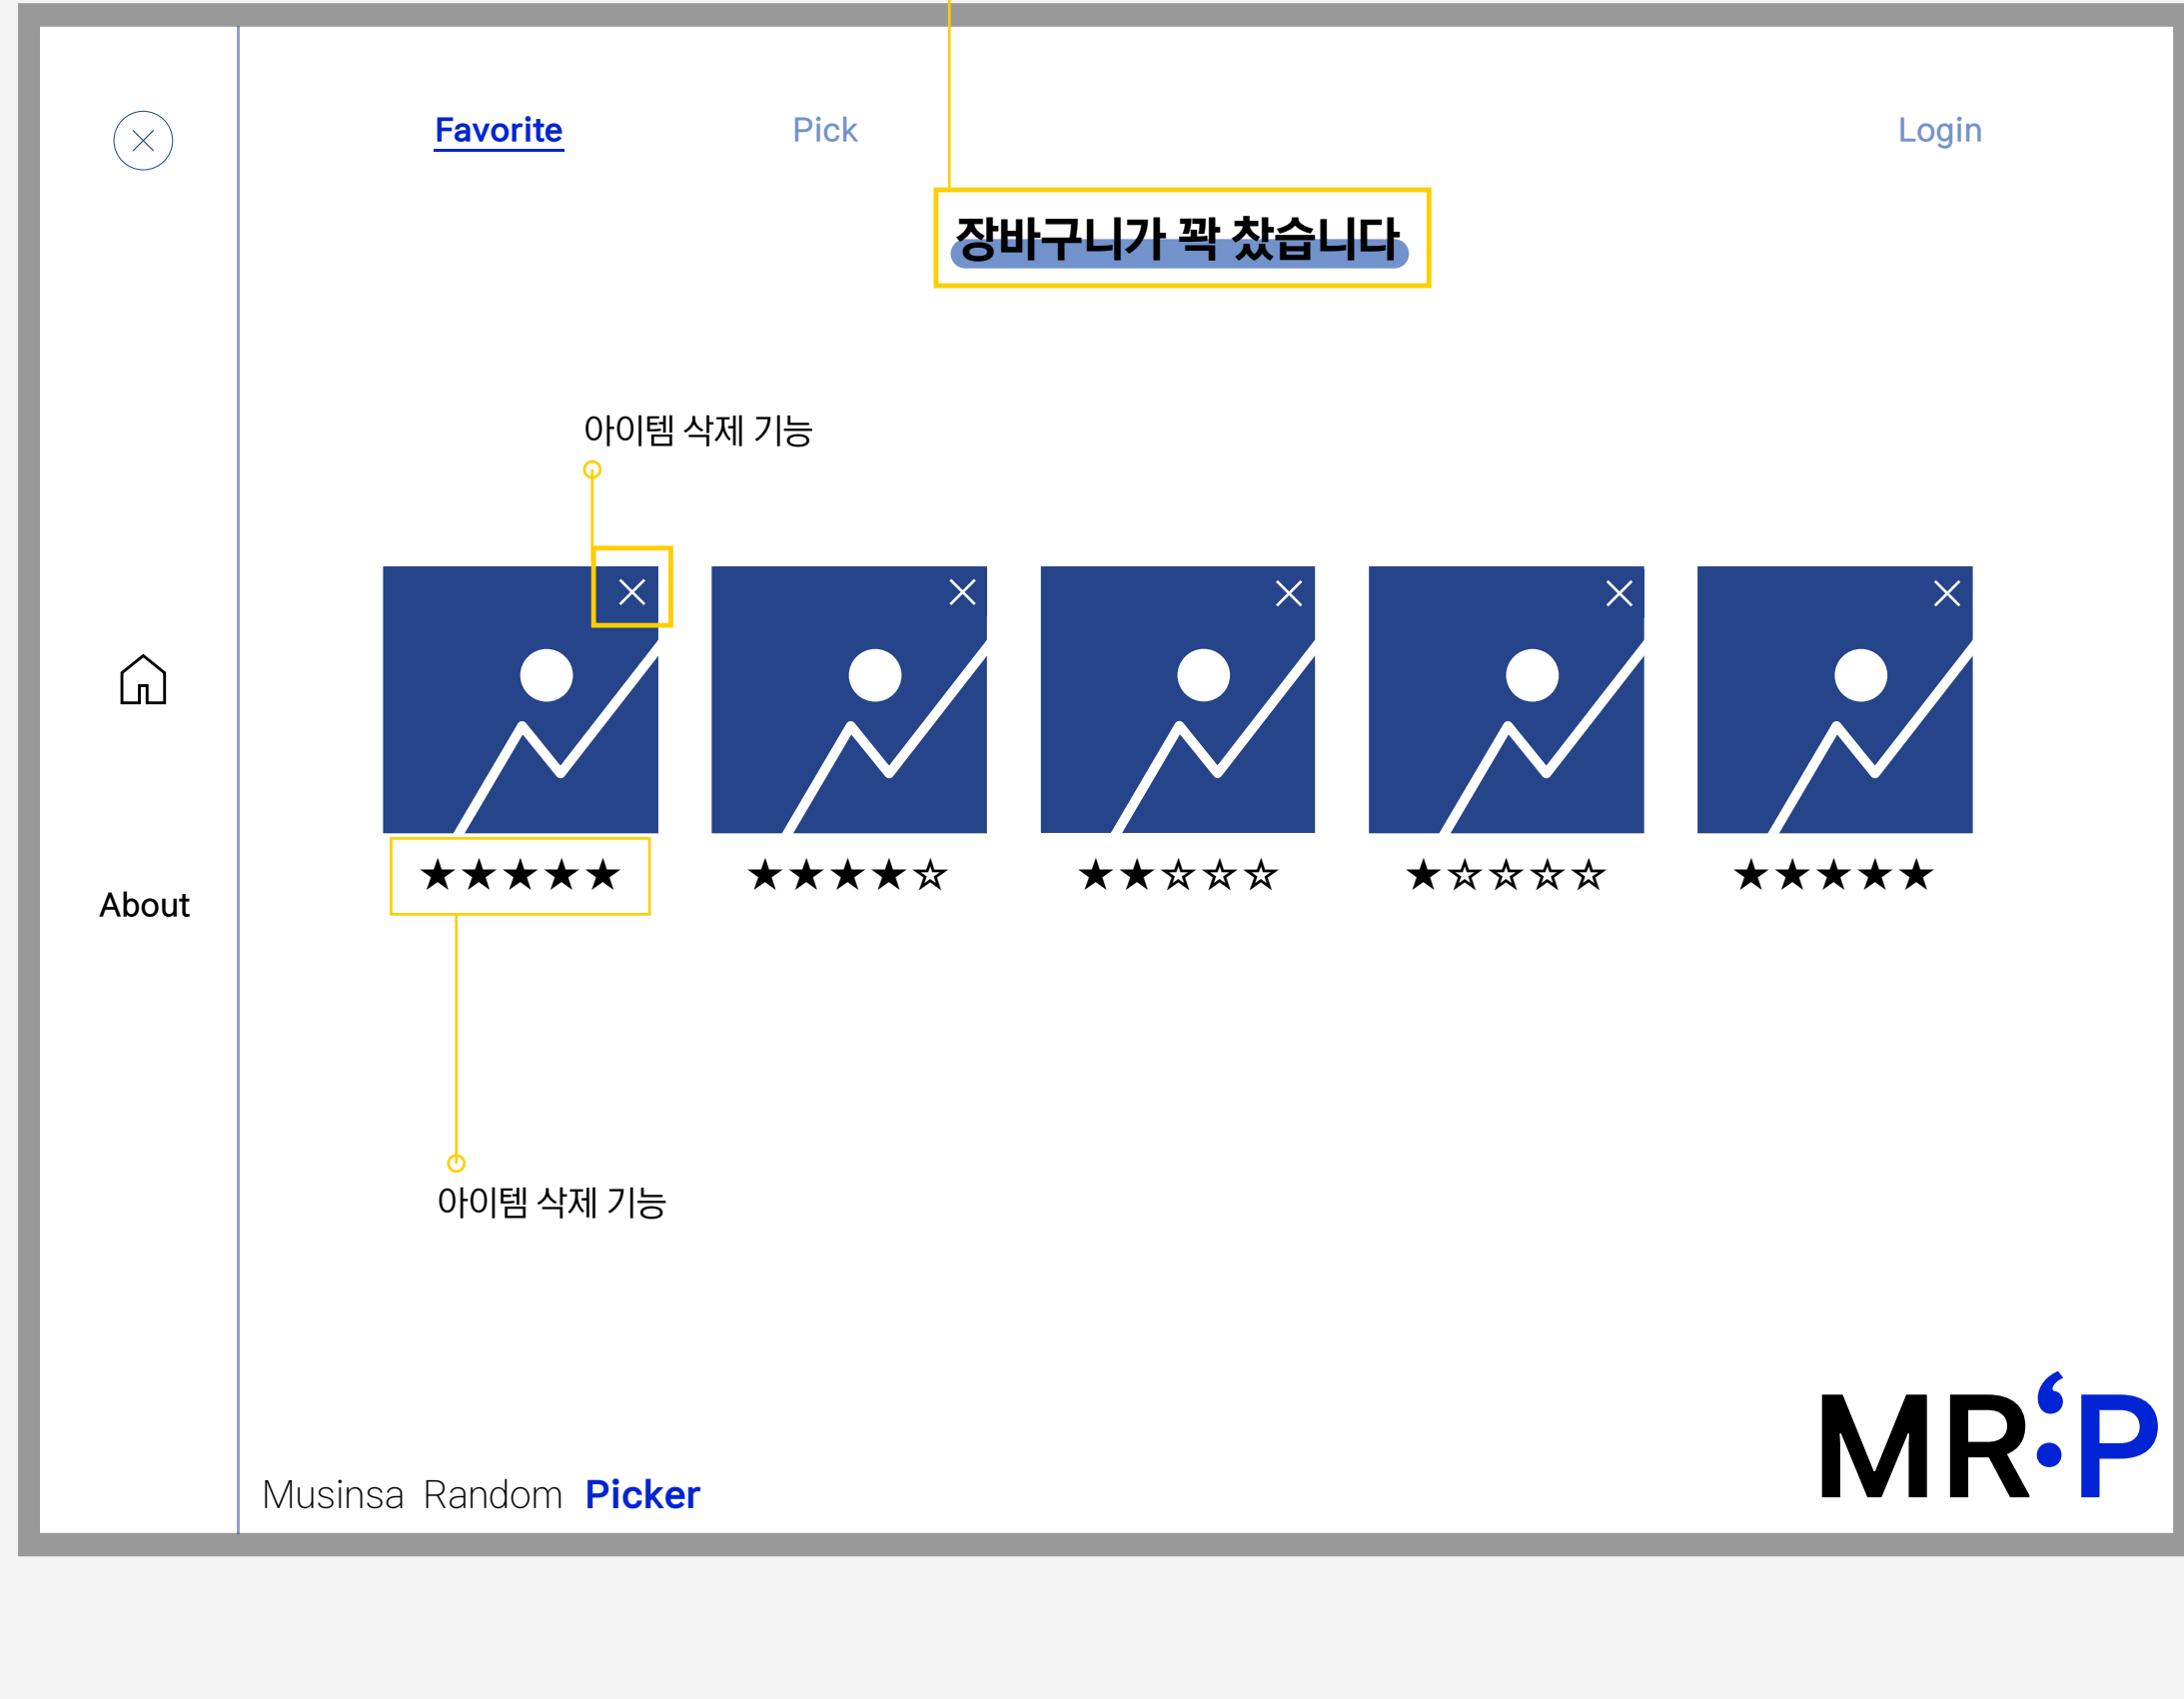 Favorite Pick Login
장바구니가 꽉 찼습니다
아이템 삭제 기능
★★★★★ ★★★★☆ ★★☆☆☆ ★☆☆☆☆ ★★★★★
About
아이템 삭제 기능
MR:P
Musinsa Random Picker